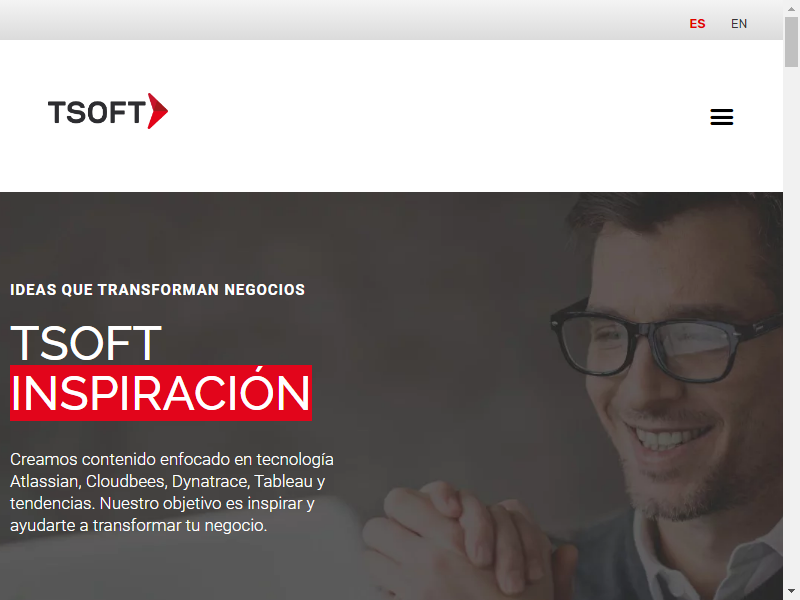 ES EN
TSOFT
IDEAS QUE TRANSFORMAN NEGOCIOS
TSOFT
INSPIRACIÓN
Creamos contenido enfocado en tecnología
Atlassian, Cloudbees, Dynatrace, Tableau y
tendencias. Nuestro objetivo es inspirar y
ayudarte a transformar tu negocio.